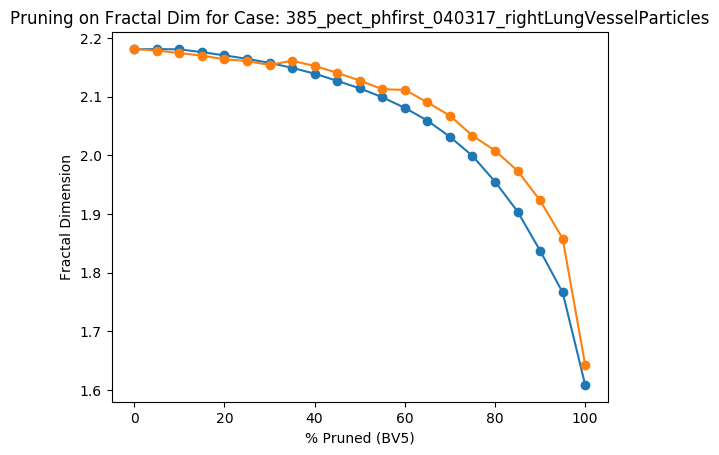 Pruning on Fractal Dim for Case: 385_pect_phfirst_040317_rightLungVesselParticles
2.2
2.1
2.0
1.9
1.8
1.7
1.6
Fractal Dimension
0 20 40 60 80 100
% Pruned (BV5)